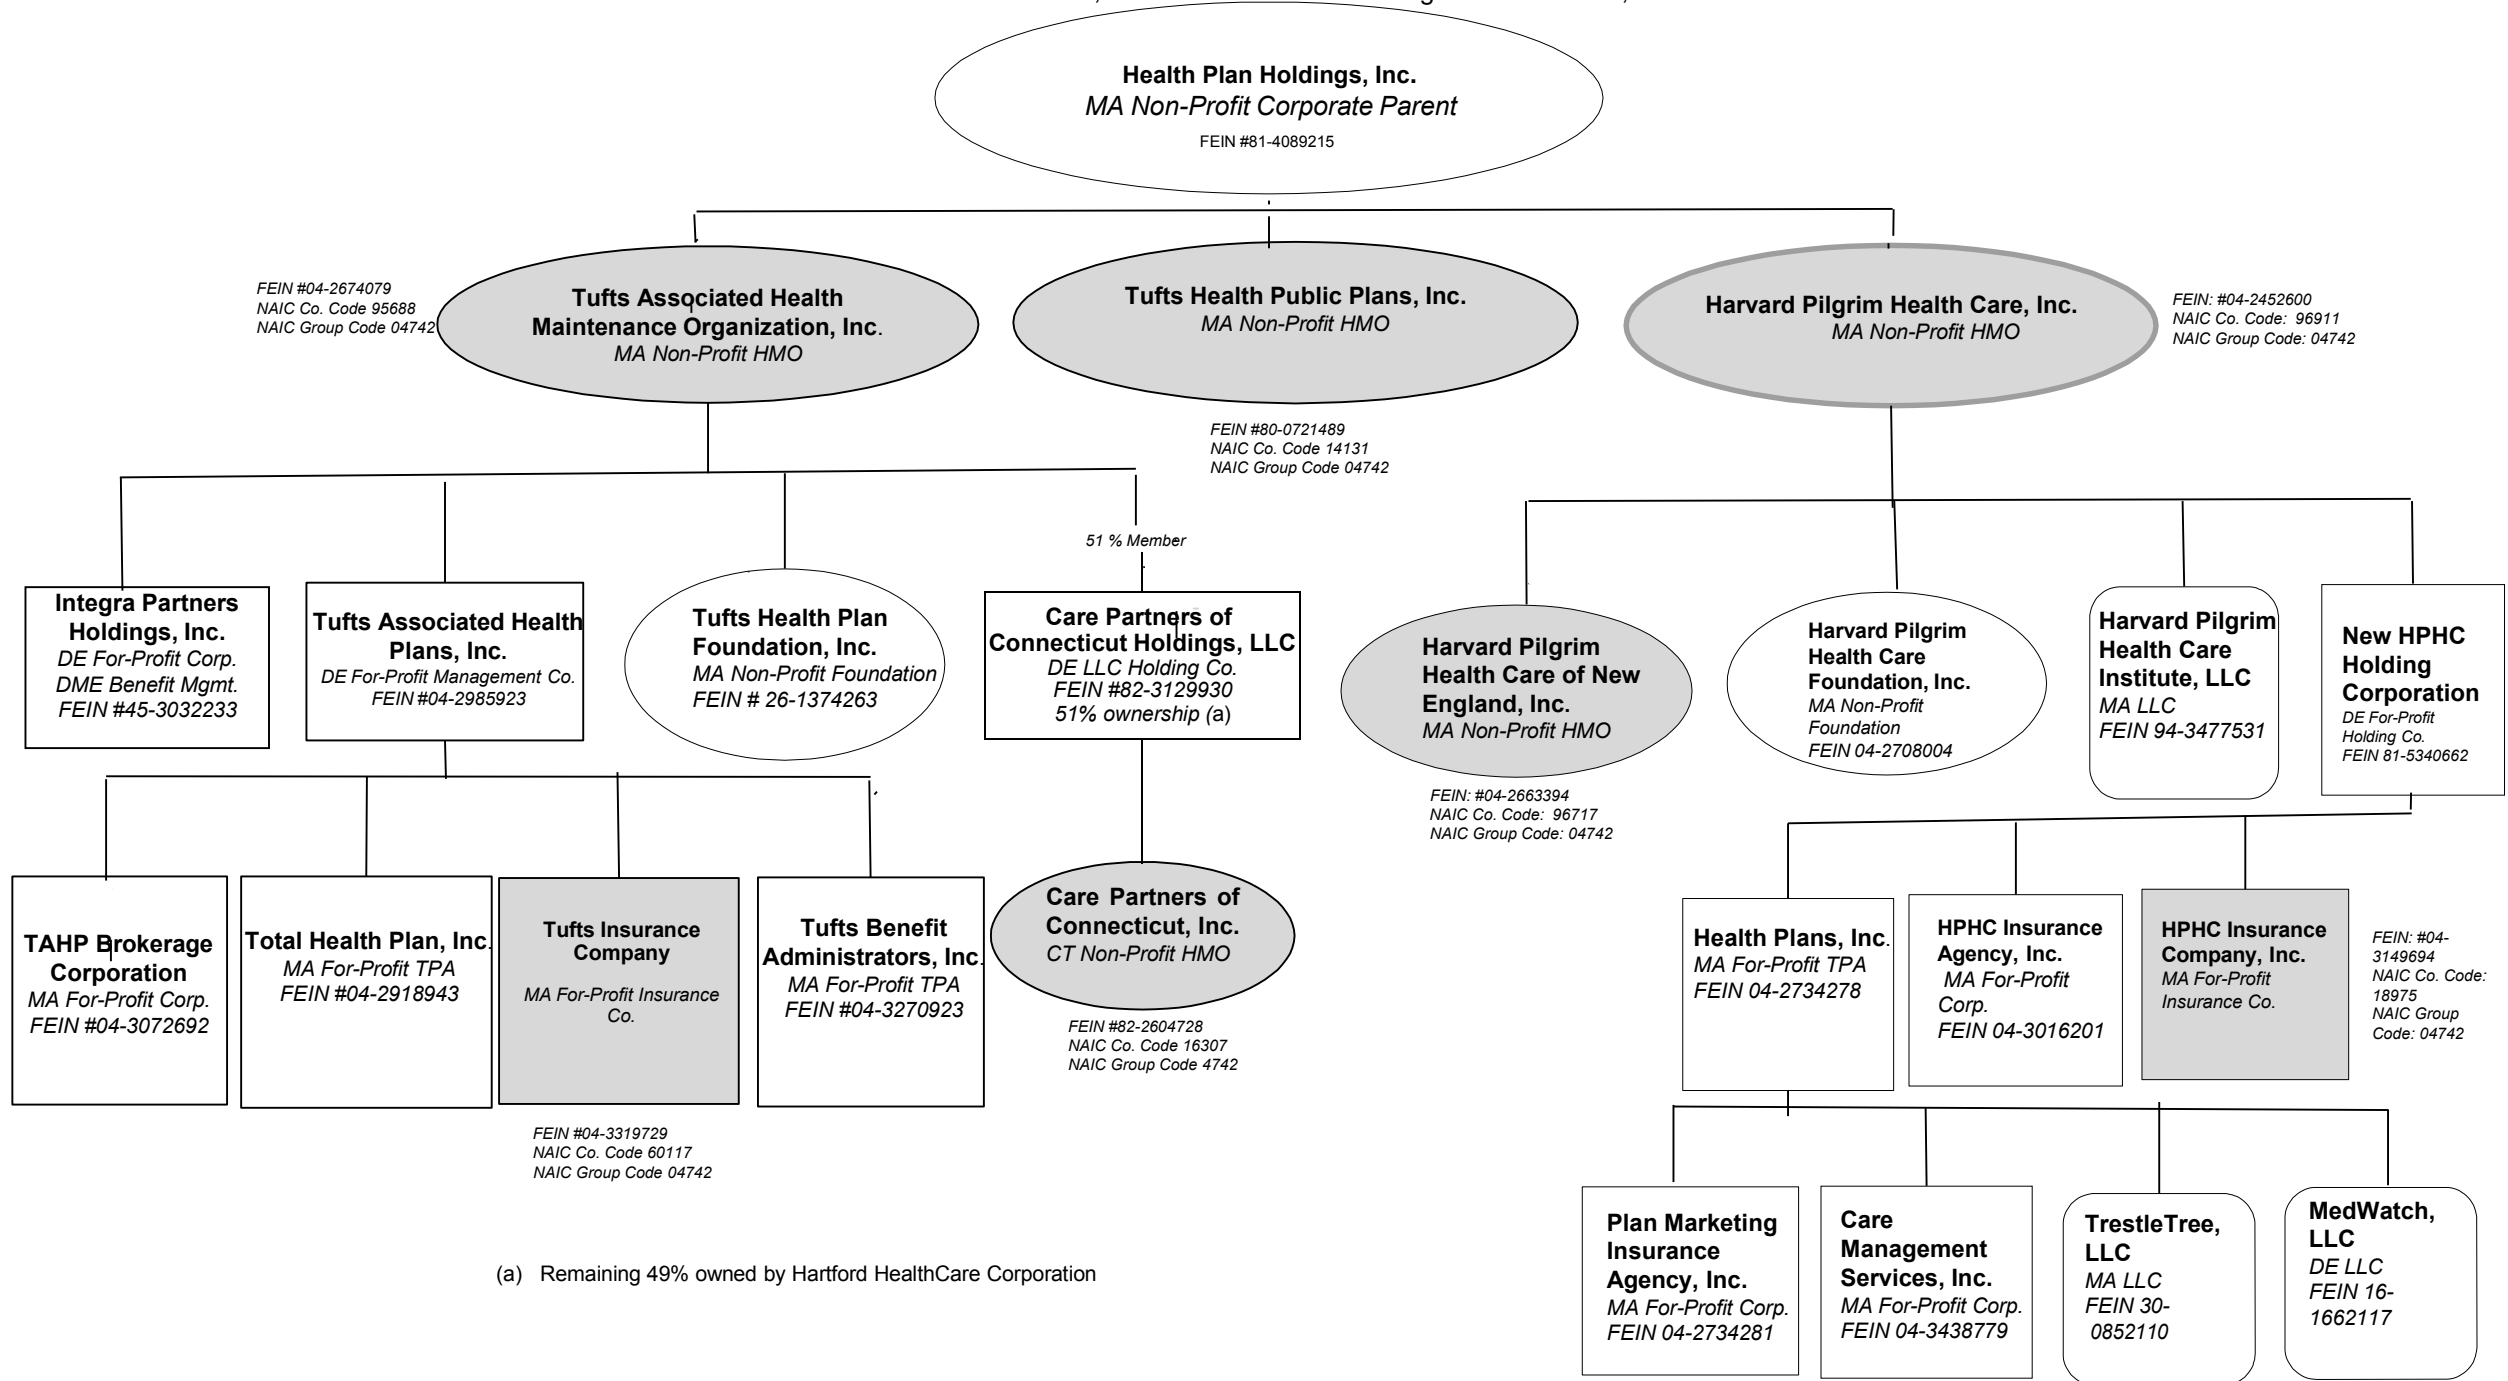 Health Plan Holdings, Inc.
MA Non-Profit Corporate Parent
FEIN #81-4089215
FEIN #04-2674079
NAIC Co. Code 95688
NAIC Group Code 04742
Tufts Associated Health
Maintenance Organization, Inc.
MA Non-Profit HMO
Tufts Health Public Plans, Inc.
MA Non-Profit HMO
Harvard Pilgrim Health Care, Inc.
MA Non-Profit HMO
FEIN: #04-2452600
NAIC Co. Code: 96911
NAIC Group Code: 04742
FEIN #80-0721489
NAIC Co. Code 14131
NAIC Group Code 04742
51 % Member
Integra Partners
Holdings, Inc.
DE For-Profit Corp.
DME Benefit Mgmt.
FEIN #45-3032233
Tufts Associated Health
Plans, Inc.
DE For-Profit Management Co.
FEIN #04-2985923
Tufts Health Plan
Foundation, Inc.
MA Non-Profit Foundation
FEIN # 26-1374263
Care Partners of
Connecticut Holdings, LLC
DE LLC Holding Co.
FEIN #82-3129930
51% ownership (a)
Harvard Pilgrim
Health Care of New
England, Inc.
MA Non-Profit HMO
Harvard Pilgrim
Health Care
Foundation, Inc.
MA Non-Profit
Foundation
FEIN 04-2708004
Harvard Pilgrim
Health Care
Institute, LLC
MA LLC
FEIN 94-3477531
New HPHC
Holding
Corporation
DE For-Profit
Holding Co.
FEIN 81-5340662
FEIN: #04-2663394
NAIC Co. Code: 96717
NAIC Group Code: 04742
TAHP Brokerage
Corporation
MA For-Profit Corp.
FEIN #04-3072692
Total Health Plan, Inc.
MA For-Profit TPA
FEIN #04-2918943
Tufts Insurance
Company
MA For-Profit Insurance
Co.
Tufts Benefit
Administrators, Inc.
MA For-Profit TPA
FEIN #04-3270923
Care Partners of
Connecticut, Inc.
CT Non-Profit HMO
Health Plans, Inc.
MA For-Profit TPA
FEIN 04-2734278
HPHC Insurance
Agency, Inc.
MA For-Profit
Corp.
FEIN 04-3016201
HPHC Insurance
Company, Inc.
MA For-Profit
Insurance Co.
FEIN: #04-
3149694
NAIC Co. Code:
18975
NAIC Group
Code: 04742
FEIN #82-2604728
NAIC Co. Code 16307
NAIC Group Code 4742
FEIN #04-3319729
NAIC Co. Code 60117
NAIC Group Code 04742
Plan Marketing
Insurance
Agency, Inc.
MA For-Profit Corp.
FEIN 04-2734281
Care
Management
Services, Inc.
MA For-Profit Corp.
FEIN 04-3438779
TrestleTree,
LLC
MA LLC
FEIN 30-
0852110
MedWatch,
LLC
DE LLC
FEIN 16-
1662117
(a) Remaining 49% owned by Hartford HealthCare Corporation